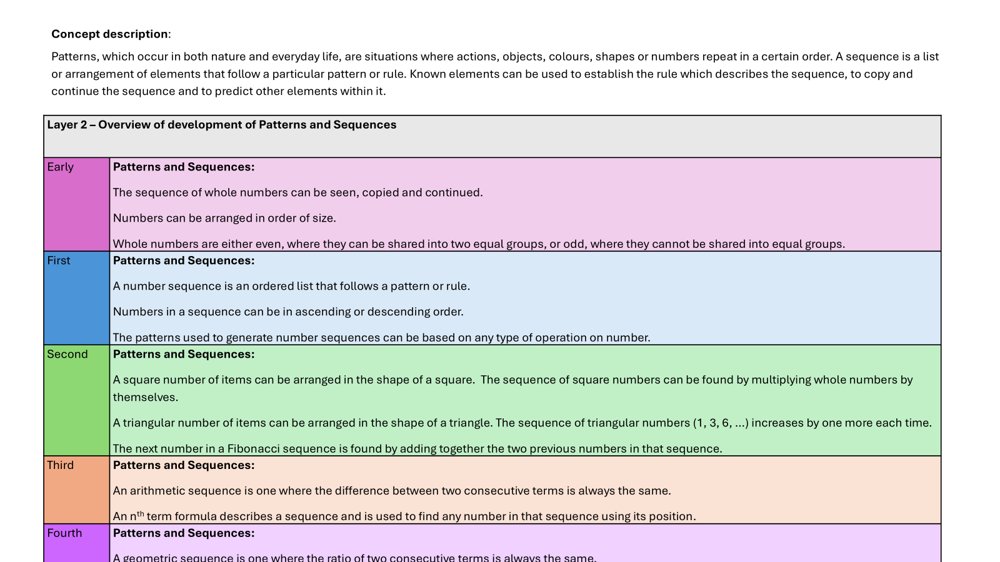 Concept description:
Patterns, which occur in both nature and everyday life, are situations where actions, objects, colours, shapes or numbers repeat in a certain order. A sequence is a list
or arrangement of elements that follow a particular pattern or rule. Known elements can be used to establish the rule which describes the sequence, to copy and
continue the sequence and to predict other elements within it.
Layer 2 – Overview of development of Patterns and Sequences
Early
Patterns and Sequences:
The sequence of whole numbers can be seen, copied and continued.
Numbers can be arranged in order of size.
Whole numbers are either even, where they can be shared into two equal groups, or odd, where they cannot be shared into equal groups.
First
Patterns and Sequences:
A number sequence is an ordered list that follows a pattern or rule.
Numbers in a sequence can be in ascending or descending order.
The patterns used to generate number sequences can be based on any type of operation on number.
Second
Patterns and Sequences:
A square number of items can be arranged in the shape of a square.  The sequence of square numbers can be found by multiplying whole numbers by
themselves.
A triangular number of items can be arranged in the shape of a triangle. The sequence of triangular numbers (1, 3, 6, …) increases by one more each time.
The next number in a Fibonacci sequence is found by adding together the two previous numbers in that sequence.
Third
Patterns and Sequences:
An arithmetic sequence is one where the difference between two consecutive terms is always the same.
An nth term formula describes a sequence and is used to find any number in that sequence using its position.
Fourth
Patterns and Sequences:
A geometric sequence is one where the ratio of two consecutive terms is always the same.